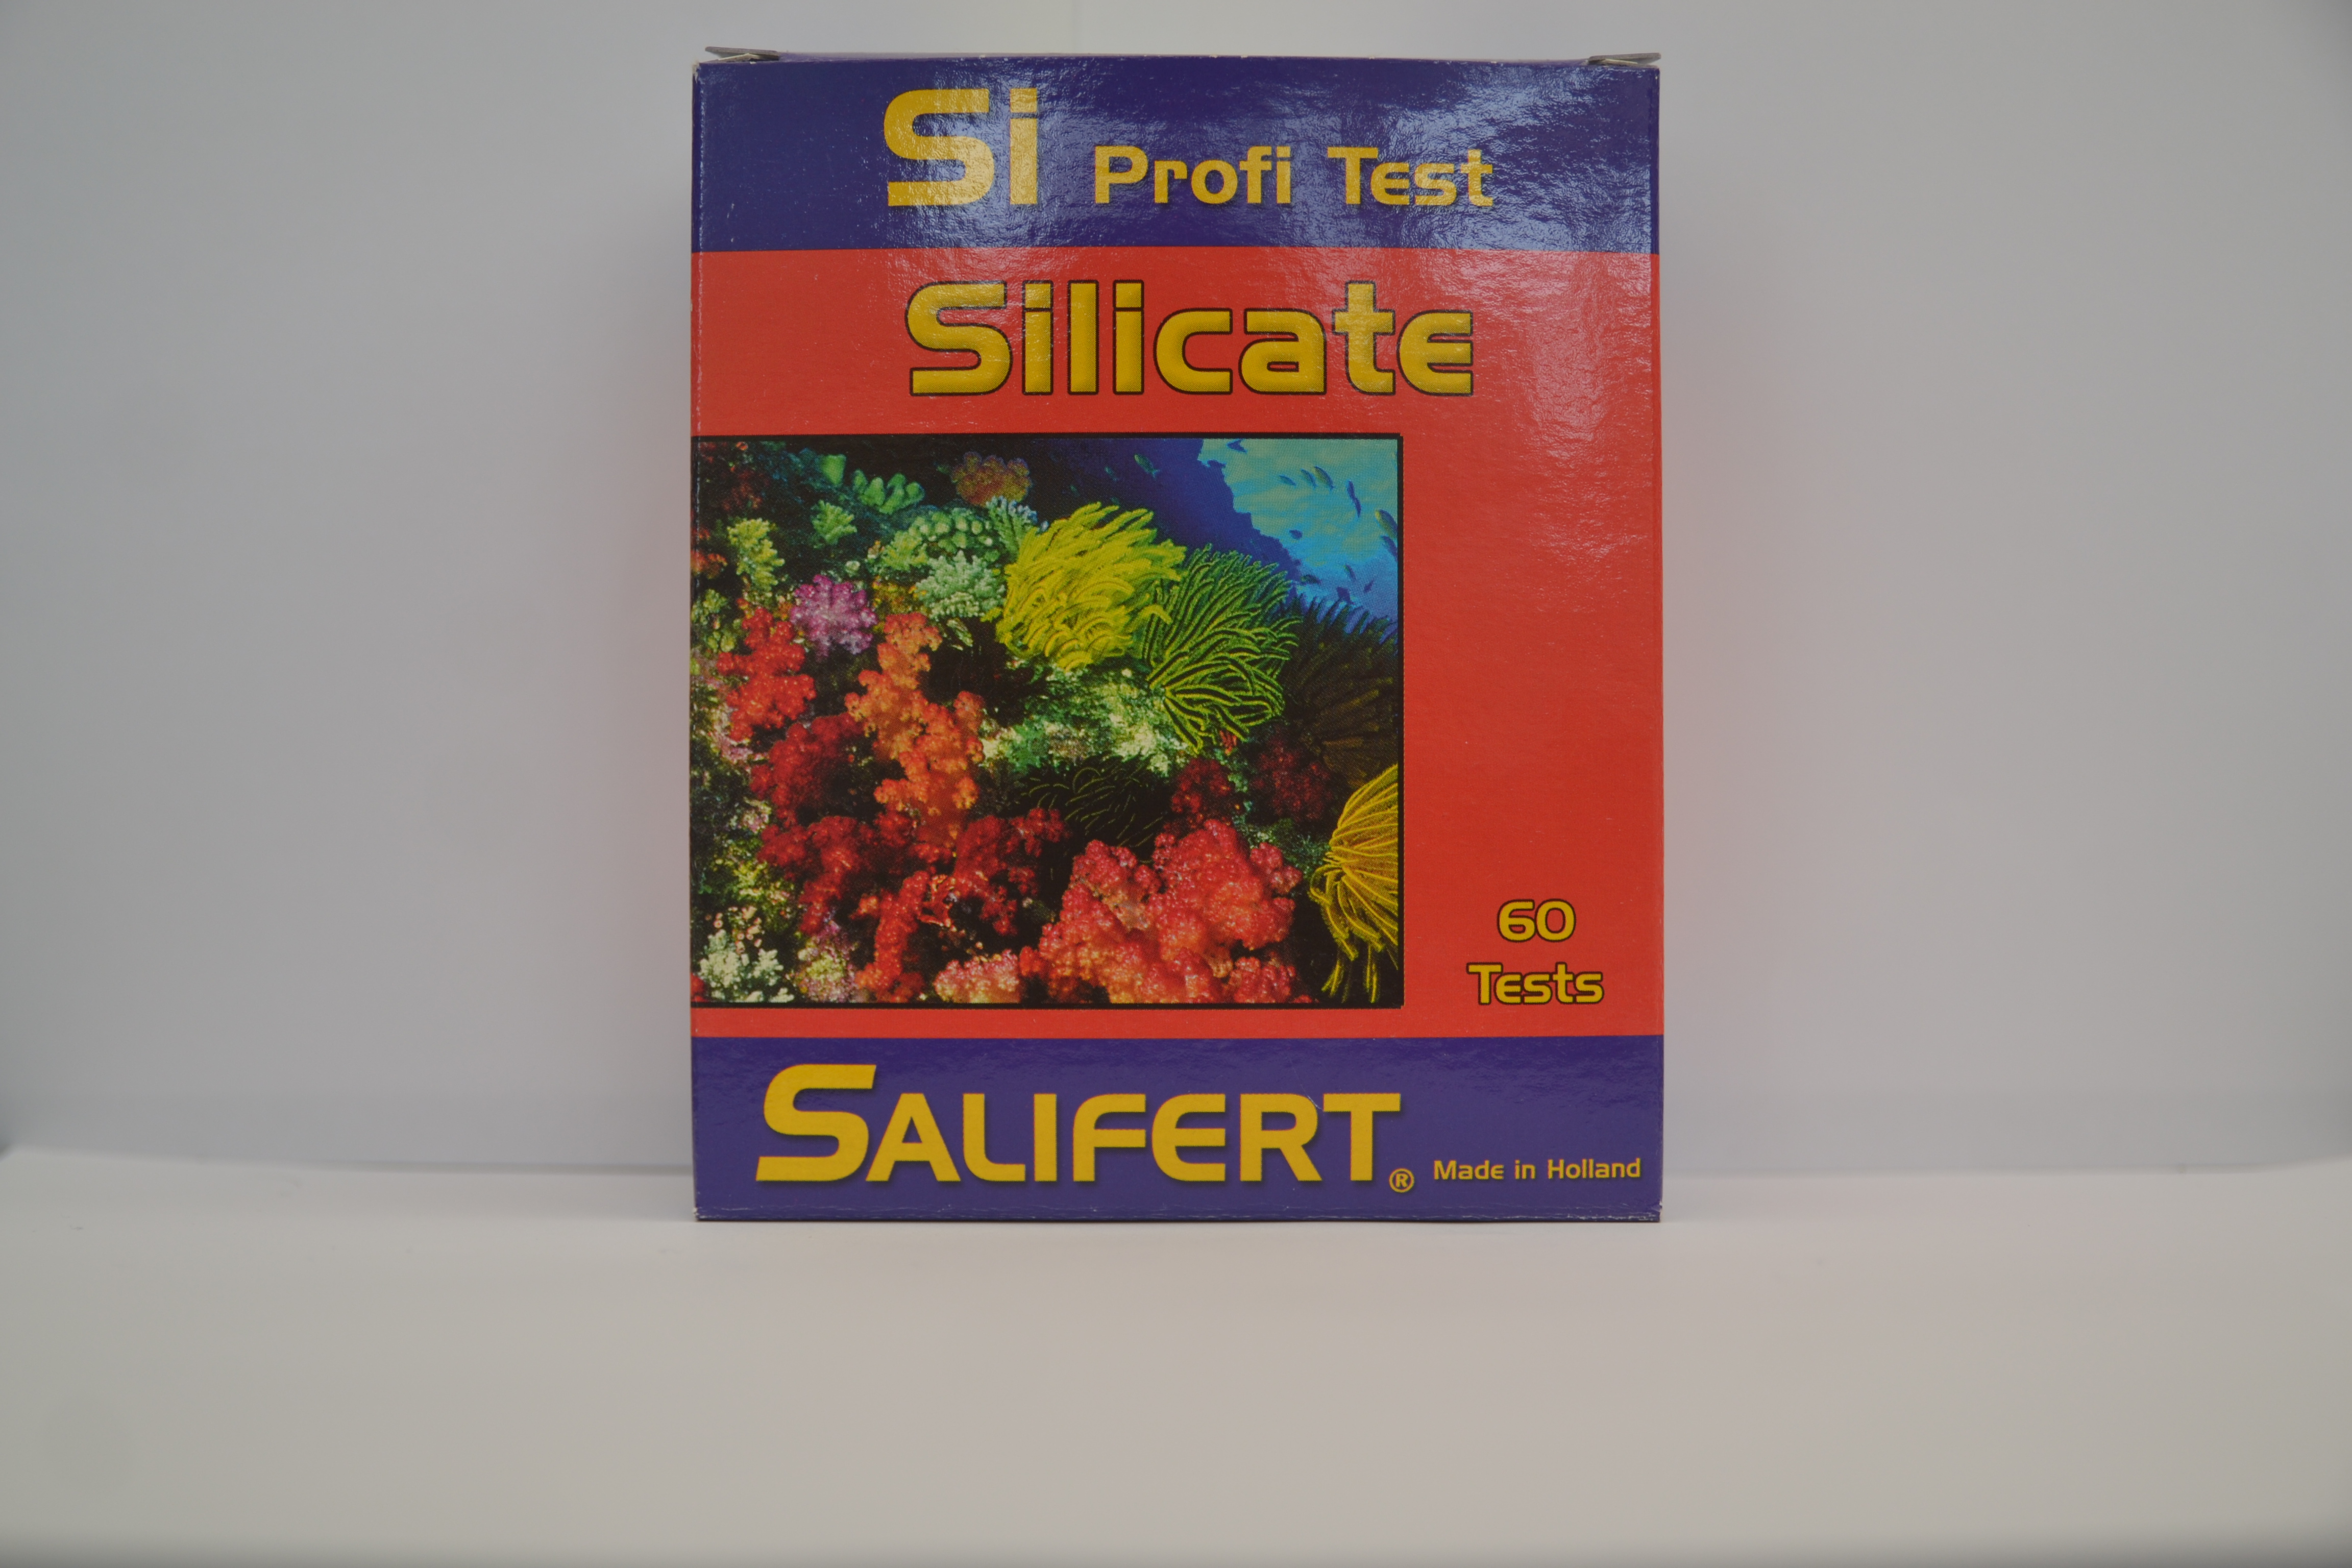 Si Profi Test
Silicate
60
Tests
SALIFERT® Made in Holland